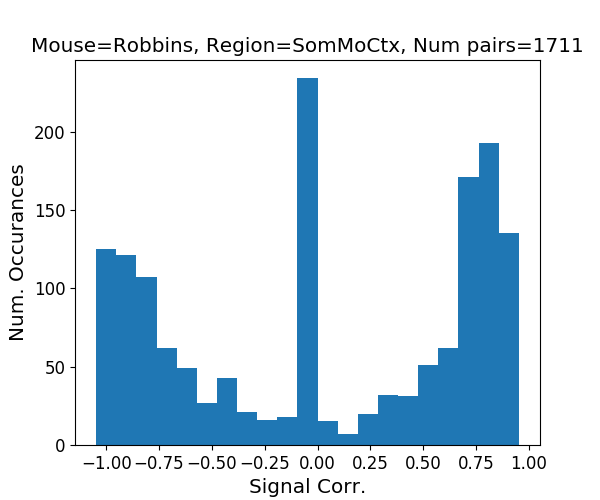 Mouse=Robbins, Region=SomMoCtx, Num pairs=1711
Num. Occurances
200
150
100
50
0
−1.00 −0.75 −0.50 −0.25 0.00 0.25 0.50 0.75 1.00
Signal Corr.